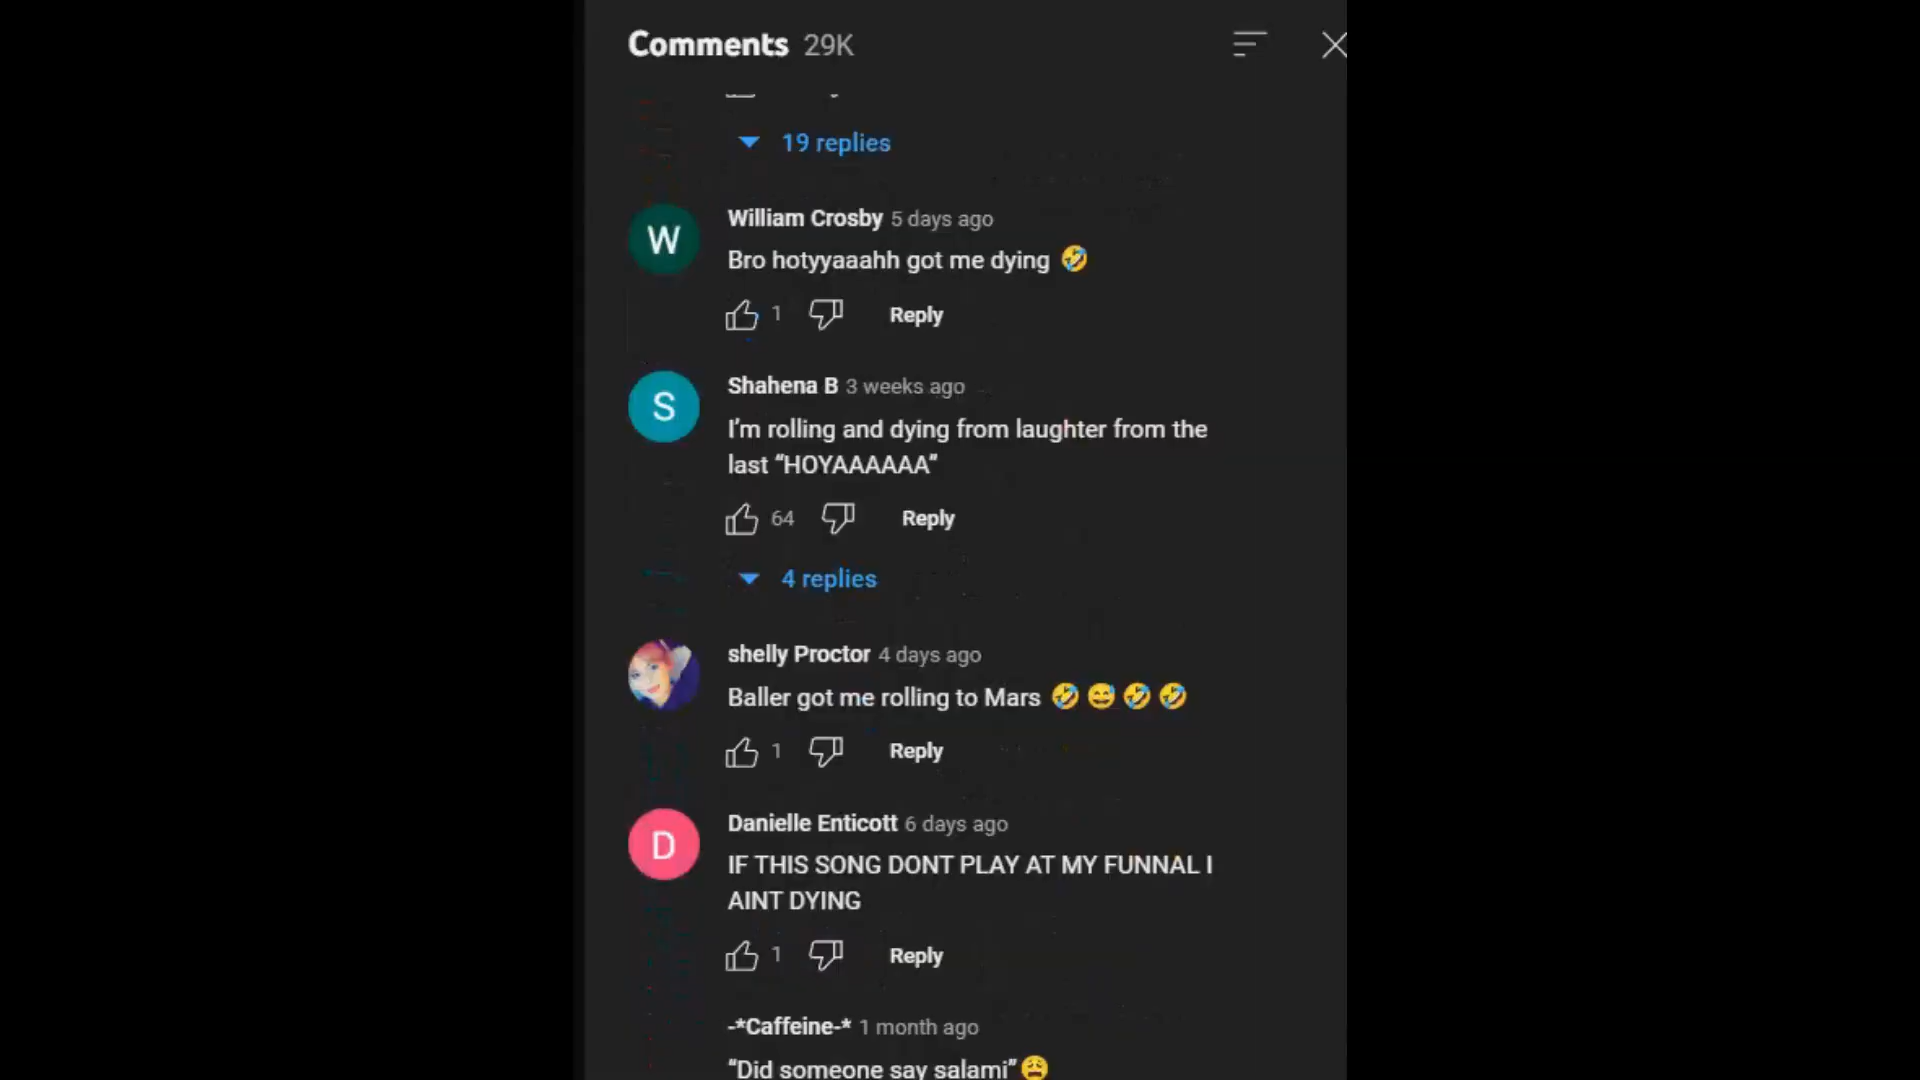 Comments 29K
19 replies
W
William Crosby 5 days ago
Bro hotyyaaahh got me dying 🤣
1 Reply
S
Shahena B 3 weeks ago
I'm rolling and dying from laughter from the
last “HOYAAAAAA”
64 Reply
4 replies
shelly Proctor 4 days ago
Baller got me rolling to Mars 🤣 😅 🤣 🤣
1 Reply
D
Danielle Enticott 6 days ago
IF THIS SONG DONT PLAY AT MY FUNNAL I
AINT DYING
1 Reply
-*Caffeine-* 1 month ago
“Did someone say salami”😩